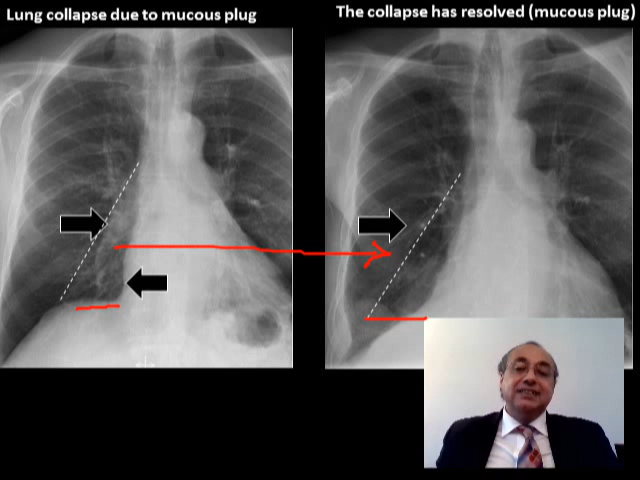 Lung collapse due to mucous plug
The collapse has resolved (mucous plug)